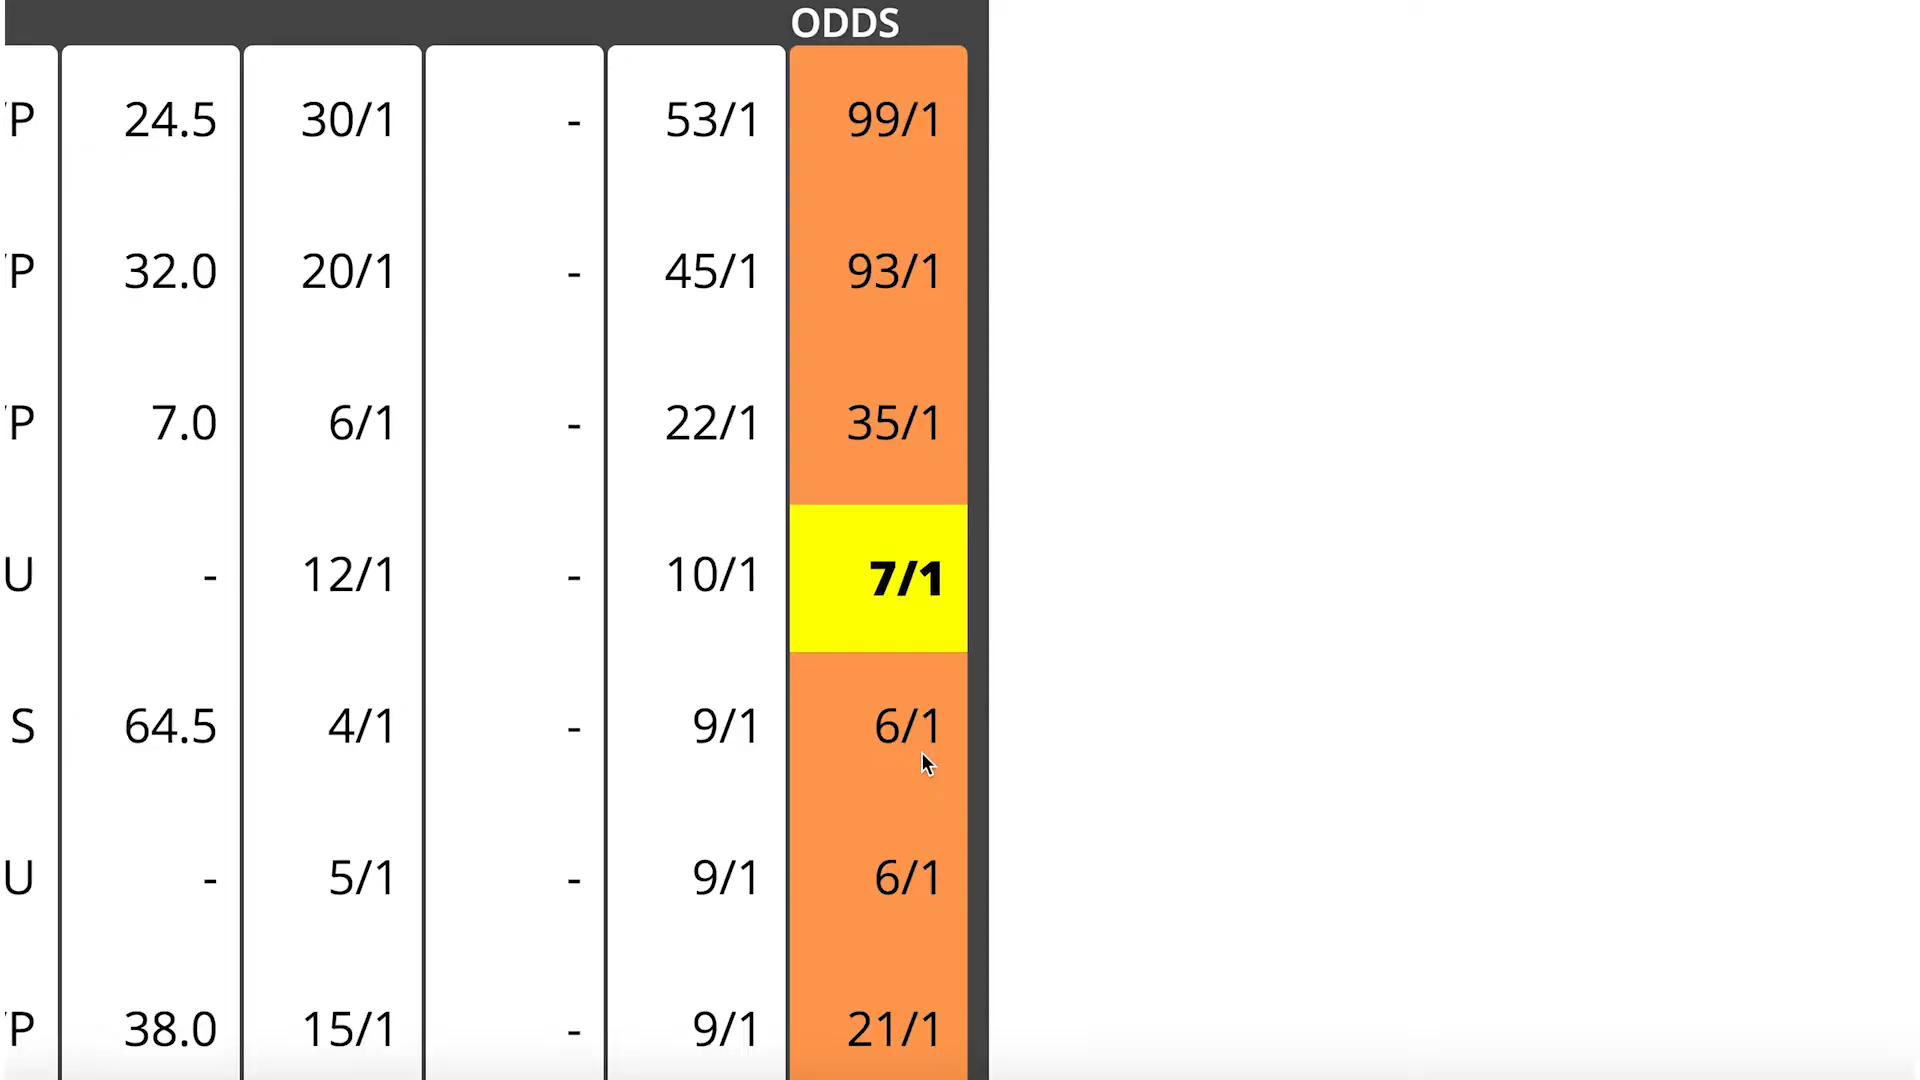 ODDS
P 24.5 30/1 - 53/1 99/1
P 32.0 20/1 - 45/1 93/1
P 7.0 6/1 - 22/1 35/1
U - 12/1 - 10/1 7/1
S 64.5 4/1 - 9/1 6/1
U - 5/1 - 9/1 6/1
P 38.0 15/1 - 9/1 21/1